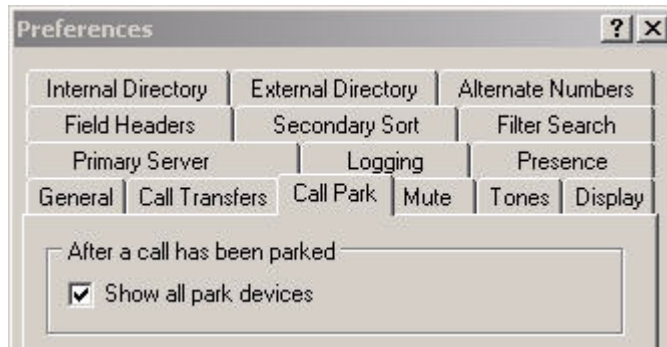 Preferences
Internal Directory External Directory Alternate Numbers
Field Headers Secondary Sort Filter Search
Primary Server Logging Presence
General Call Transfers Call Park Mute Tones Display
After a call has been parked
Show all park devices